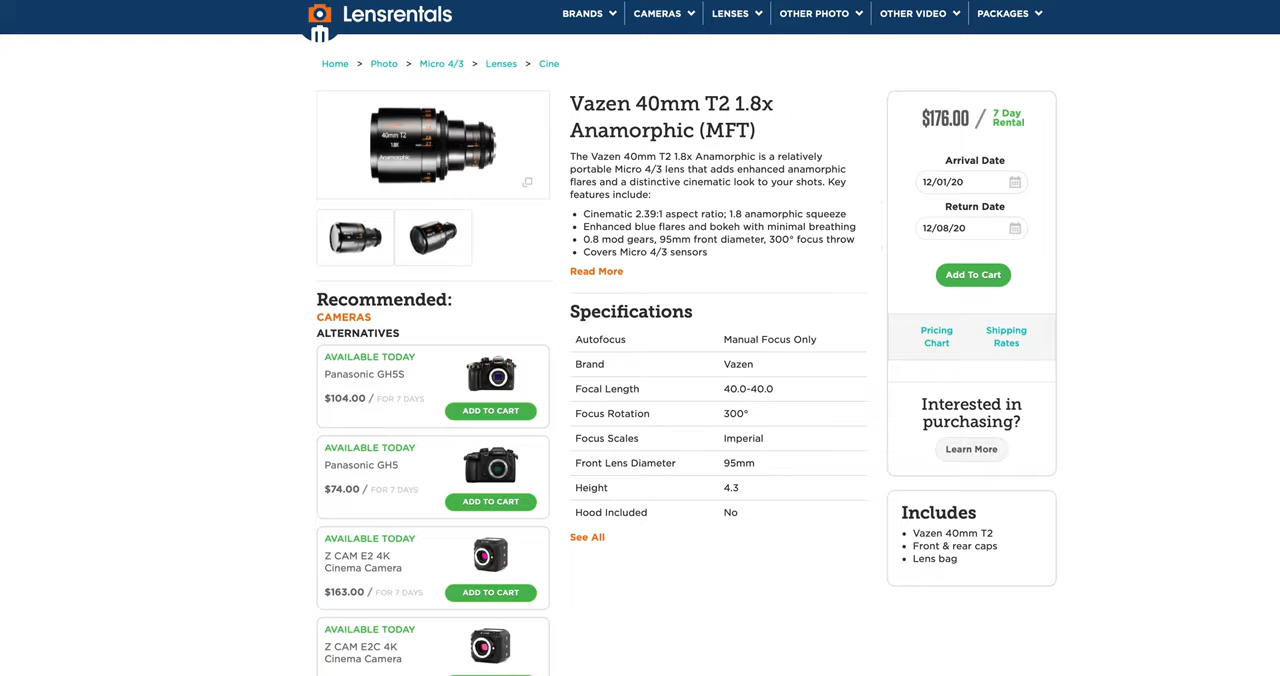 Lensrentals
BRANDS
CAMERAS
LENSES
OTHER PHOTO
OTHER VIDEO
PACKAGES
Home > Photo > Micro 4/3 > Lenses > Cine
40mm T2
1.8X
Anamorphic
Recommended:
CAMERAS
ALTERNATIVES
AVAILABLE TODAY
Panasonic GH5S
$104.00 / FOR 7 DAYS
ADD TO CART
AVAILABLE TODAY
Panasonic GH5
$74.00 / FOR 7 DAYS
ADD TO CART
AVAILABLE TODAY
Z CAM E2 4K
Cinema Camera
$163.00 / FOR 7 DAYS
ADD TO CART
AVAILABLE TODAY
Z CAM E2C 4K
Cinema Camera
Vazen 40mm T2 1.8x
Anamorphic (MFT)
The Vazen 40mm T2 1.8x Anamorphic is a relatively
portable Micro 4/3 lens that adds enhanced anamorphic
flares and a distinctive cinematic look to your shots. Key
features include:
• Cinematic 2.39:1 aspect ratio; 1.8 anamorphic squeeze
• Enhanced blue flares and bokeh with minimal breathing
• 0.8 mod gears, 95mm front diameter, 300° focus throw
• Covers Micro 4/3 sensors
Read More
Specifications
Autofocus Manual Focus Only
Brand Vazen
Focal Length 40.0-40.0
Focus Rotation 300°
Focus Scales Imperial
Front Lens Diameter 95mm
Height 4.3
Hood Included No
See All
$176.00 / 7 Day
Rental
Arrival Date
12/01/20
Return Date
12/08/20
Add To Cart
Pricing
Chart
Shipping
Rates
Interested in
purchasing?
Learn More
Includes
• Vazen 40mm T2
• Front & rear caps
• Lens bag